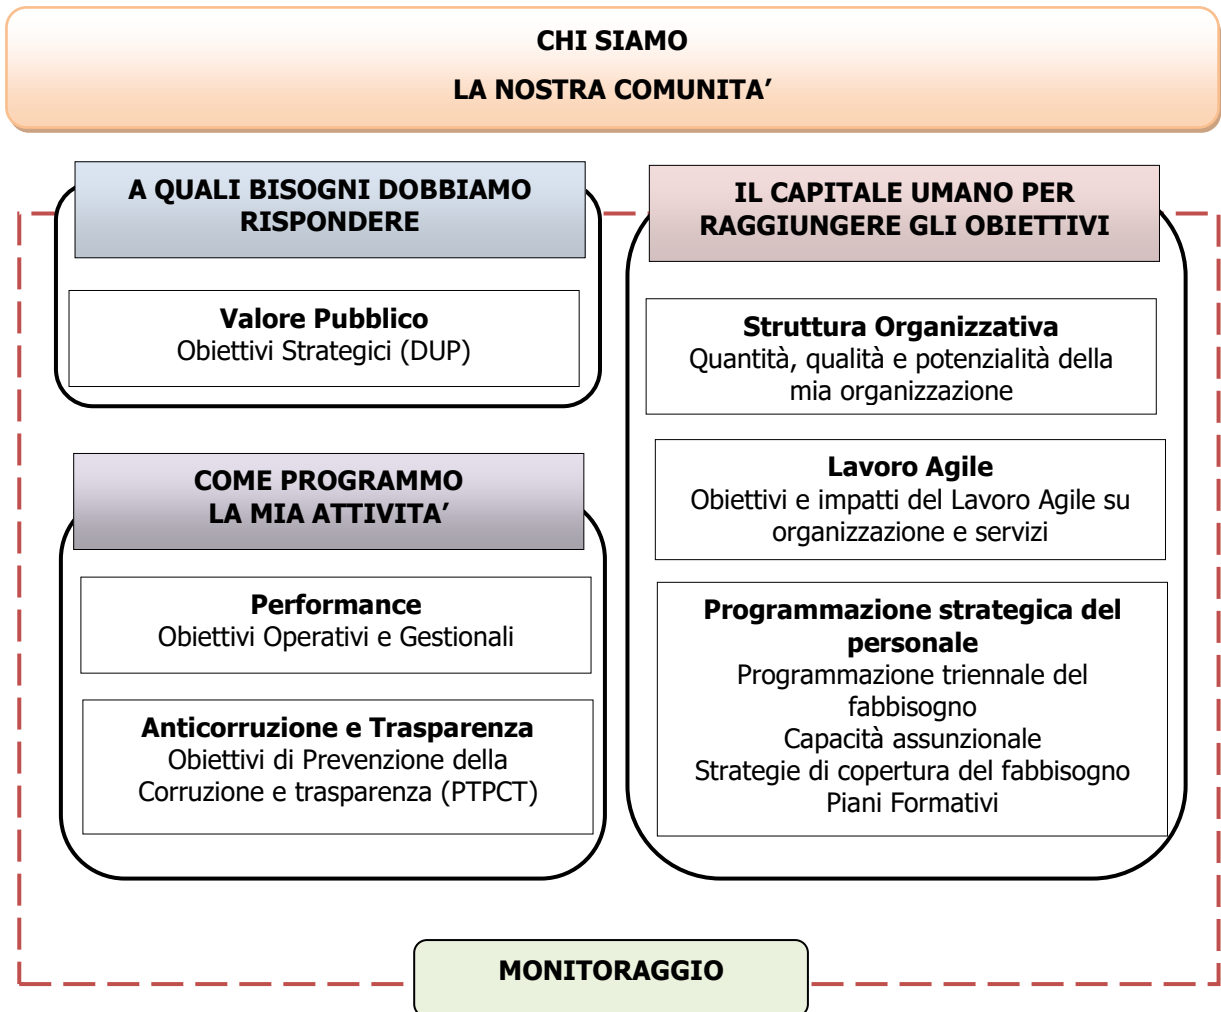 CHI SIAMO
LA NOSTRA COMUNITA’
A QUALI BISOGNI DOBBIAMO
RISPONDERE
Valore Pubblico
Obiettivi Strategici (DUP)
COME PROGRAMMO
LA MIA ATTIVITA’
Performance
Obiettivi Operativi e Gestionali
Anticorruzione e Trasparenza
Obiettivi di Prevenzione della
Corruzione e trasparenza (PTPCT)
IL CAPITALE UMANO PER
RAGGIUNGERE GLI OBIETTIVI
Struttura Organizzativa
Quantità, qualità e potenzialità della
mia organizzazione
Lavoro Agile
Obiettivi e impatti del Lavoro Agile su
organizzazione e servizi
Programmazione strategica del
personale
Programmazione triennale del
fabbisogno
Capacità assunzionale
Strategie di copertura del fabbisogno
Piani Formativi
MONITORAGGIO